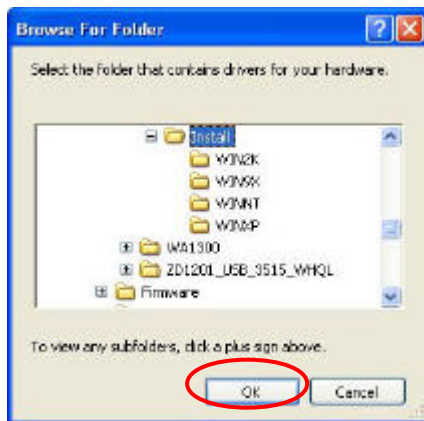 Browse For Folder
Select the folder that contains drivers for your hardware.
Install
WIN2K
WIN9X
WINNT
WINXP
WA1300
ZD1201_USB_3515_WHQL
Firmware
To view any subfolders, click a plus sign above.
OK Cancel